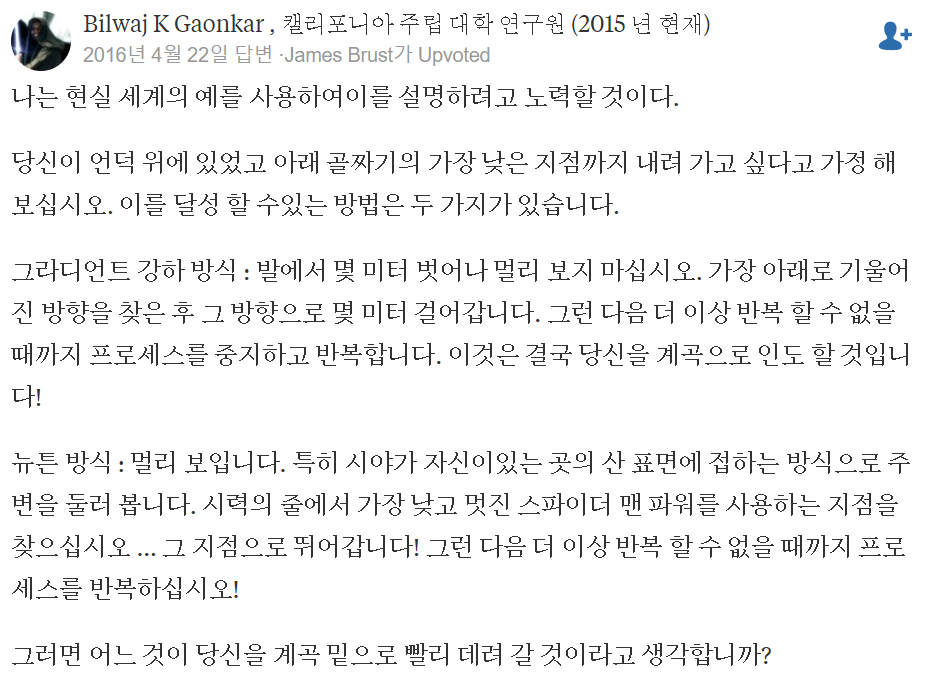 Bilwaj K Gaonkar , 캘리포니아 주립 대학 연구원 (2015 년 현재)
2016년 4월 22일 답변 ·James Brust가 Upvoted
나는 현실 세계의 예를 사용하여이를 설명하려고 노력할 것이다.
당신이 언덕 위에 있었고 아래 골짜기의 가장 낮은 지점까지 내려 가고 싶다고 가정 해
보십시오. 이를 달성 할 수있는 방법은 두 가지가 있습니다.
그라디언트 강하 방식 : 발에서 몇 미터 벗어나 멀리 보지 마십시오. 가장 아래로 기울어
진 방향을 찾은 후 그 방향으로 몇 미터 걸어갑니다. 그런 다음 더 이상 반복 할 수 없을
때까지 프로세스를 중지하고 반복합니다. 이것은 결국 당신을 계곡으로 인도 할 것입니
다!
뉴튼 방식 : 멀리 보입니다. 특히 시야가 자신이있는 곳의 산 표면에 접하는 방식으로 주
변을 둘러 봅니다. 시력의 줄에서 가장 낮고 멋진 스파이더 맨 파워를 사용하는 지점을
찾으십시오 ... 그 지점으로 뛰어갑니다! 그런 다음 더 이상 반복 할 수 없을 때까지 프로
세스를 반복하십시오!
그러면 어느 것이 당신을 계곡 밑으로 빨리 데려 갈 것이라고 생각합니까?